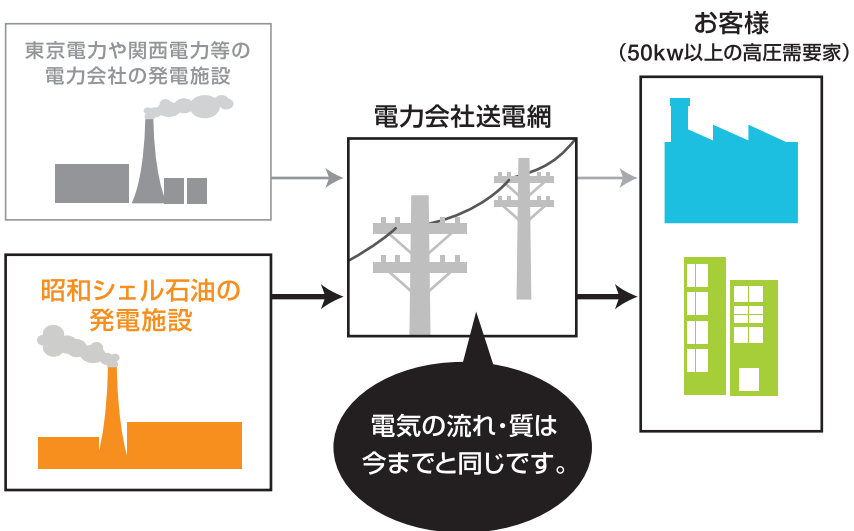 東京電力や関西電力等の
電力会社の発電施設
昭和シェル石油の
発電施設
電力会社送電網
電気の流れ・質は
今までと同じです。
お客様
（50kw以上の高圧需要家）